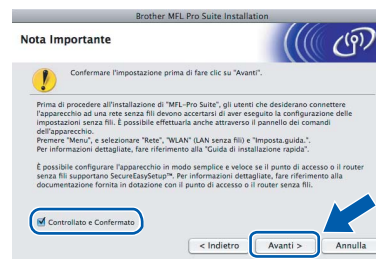 Brother MFL Pro Suite Installation
Nota Importante
Confermare l'impostazione prima di fare clic su "Avanti".
Prima di procedere all'installazione di "MFL-Pro Suite", gli utenti che desiderano connettere
l'apparecchio ad una rete senza fili devono accertarsi di aver eseguito la configurazione delle
impostazioni senza fili. È possibile effettuarla anche attraverso il pannello dei comandi
dell'apparecchio.
Premere "Menu", e selezionare "Rete", "WLAN" (LAN senza fili) e "Imposta.guida.".
Per informazioni dettagliate, fare riferimento alla "Guida di installazione rapida".
È possibile configurare l'apparecchio in modo semplice e veloce se il punto di accesso o il router
senza fili supportano SecureEasySetup™. Per informazioni dettagliate, fare riferimento alla
documentazione fornita in dotazione con il punto di accesso o il router senza fili.
Controllato e Confermato
< Indietro
Avanti >
Annulla